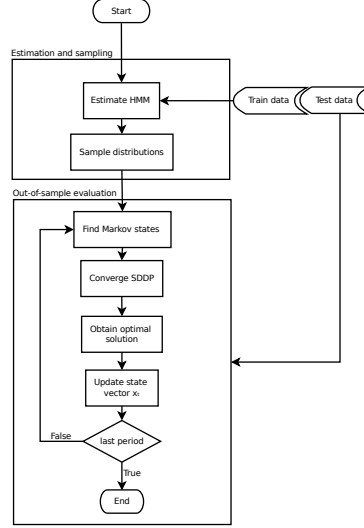 Start
Estimation and sampling
Estimate HMM
Train data
Test data
Sample distributions
Out-of-sample evaluation
Find Markov states
Converge SDDP
Obtain optimal
solution
Update state
vector xₜ
last period
False
True
End